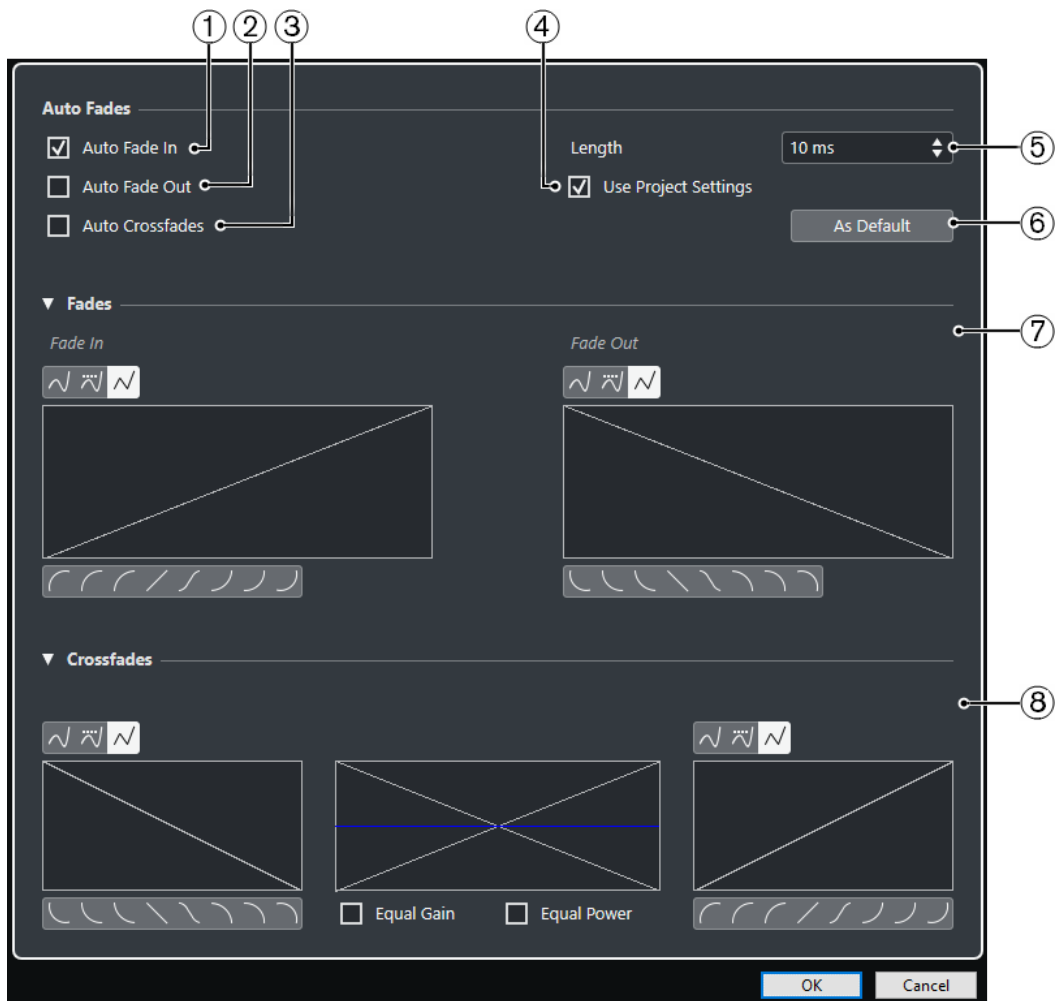 ① ② ③ ④
Auto Fades
Auto Fade In
Length 10 ms ⑤
Auto Fade Out
Use Project Settings
Auto Crossfades
As Default ⑥
Fades
⑦
Fade In Fade Out
Crossfades
⑧
Equal Gain Equal Power
OK Cancel